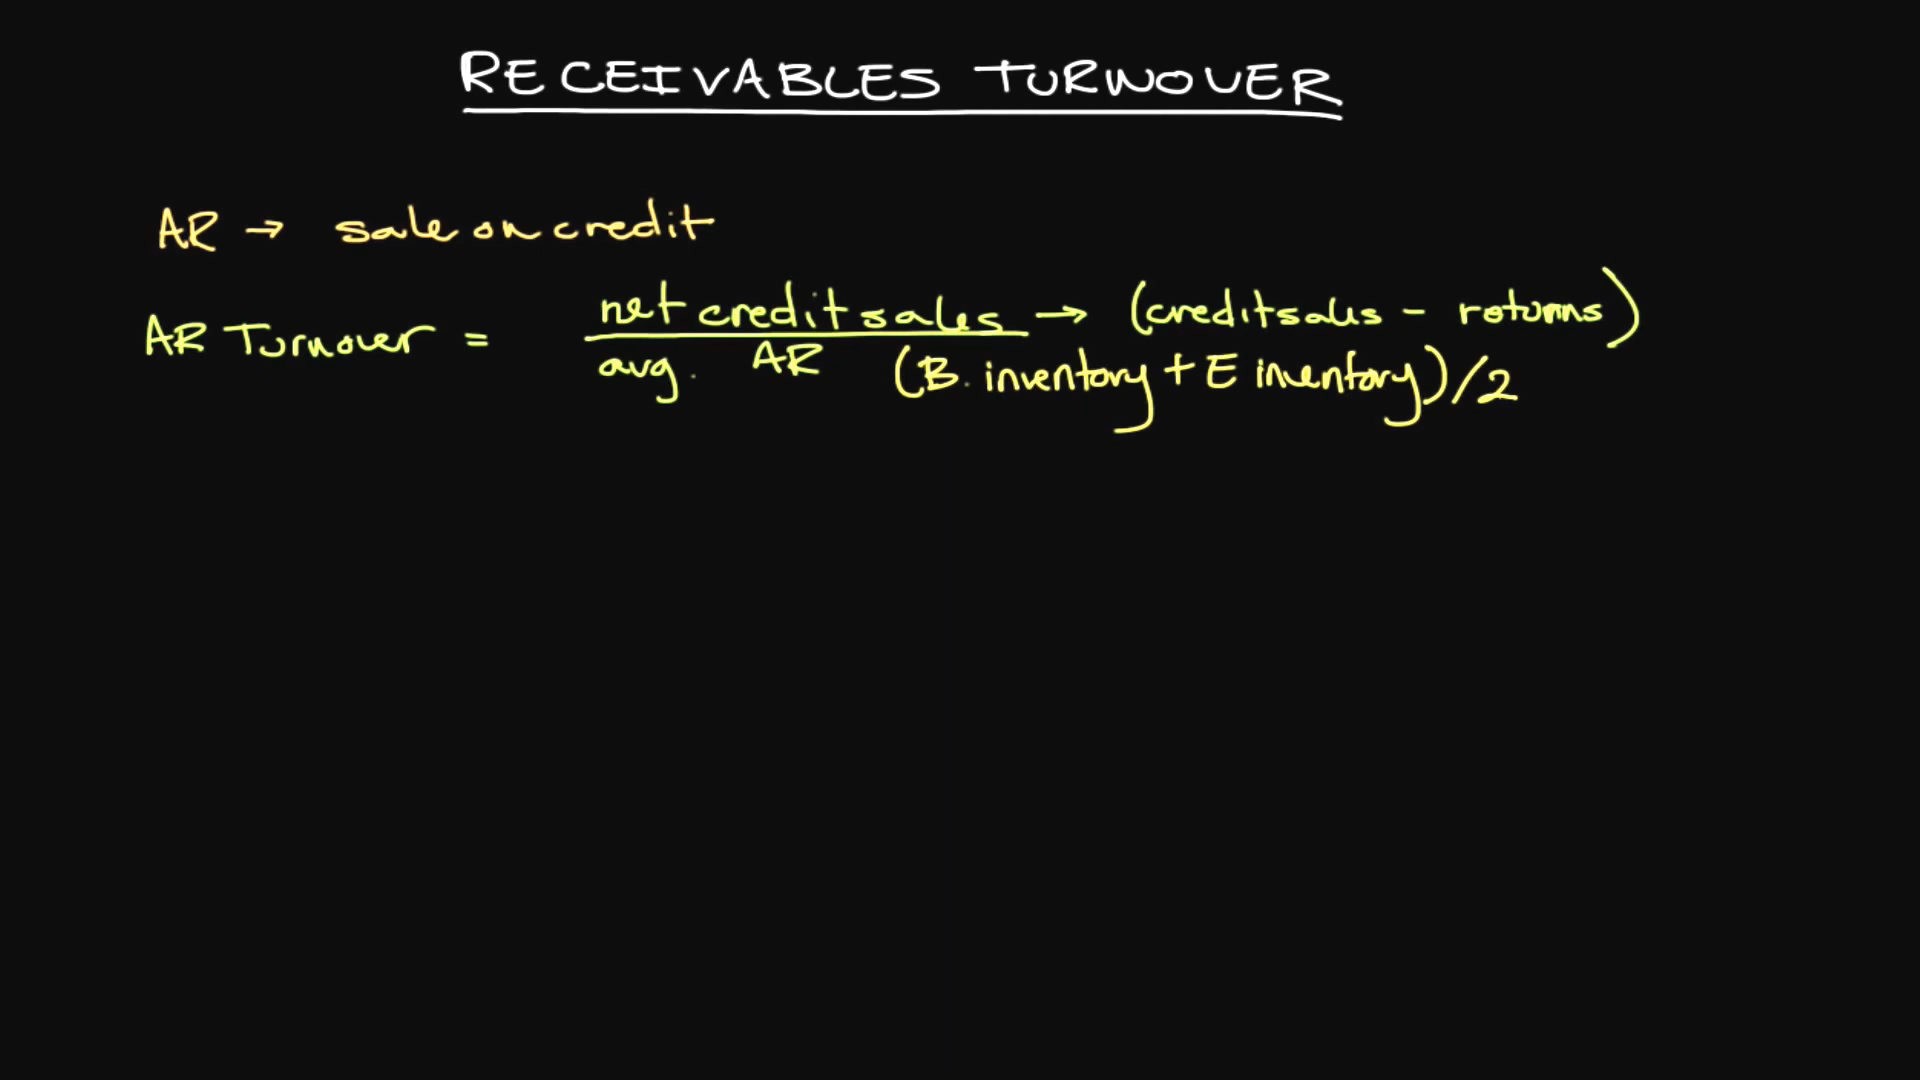 RECEIVABLES TURNOVER
AR → sale on credit
AR Turnover = net credit sales → (credit sales - returns)
avg. AR (B. inventory + E inventory)/2